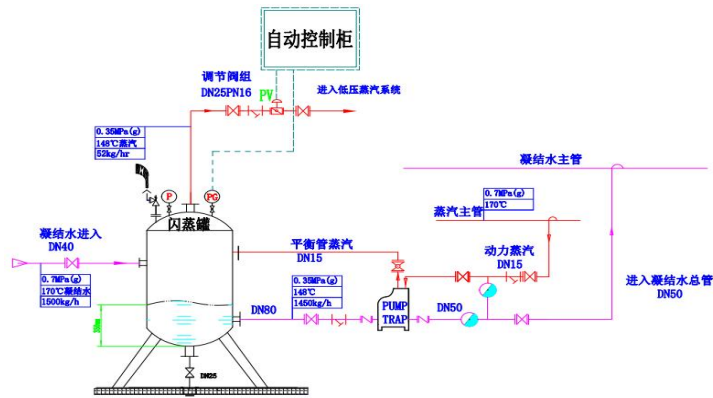 自动控制柜
调节阀组
DN25PN16
PV
进入低压蒸汽系统
0.35MPa(g)
148℃蒸汽
52kg/hr
凝结水主管
0.7MPa(g)
170℃
蒸汽主管
P
PG
闪蒸罐
凝结水进入
DN40
平衡管蒸汽
DN15
动力蒸汽
DN15
0.7MPa(g)
170℃凝结水
1500kg/h
0.35MPa(g)
148℃
1450kg/h
进入凝结水总管
DN50
DN80
PUMP
TRAP
DN50
DN25